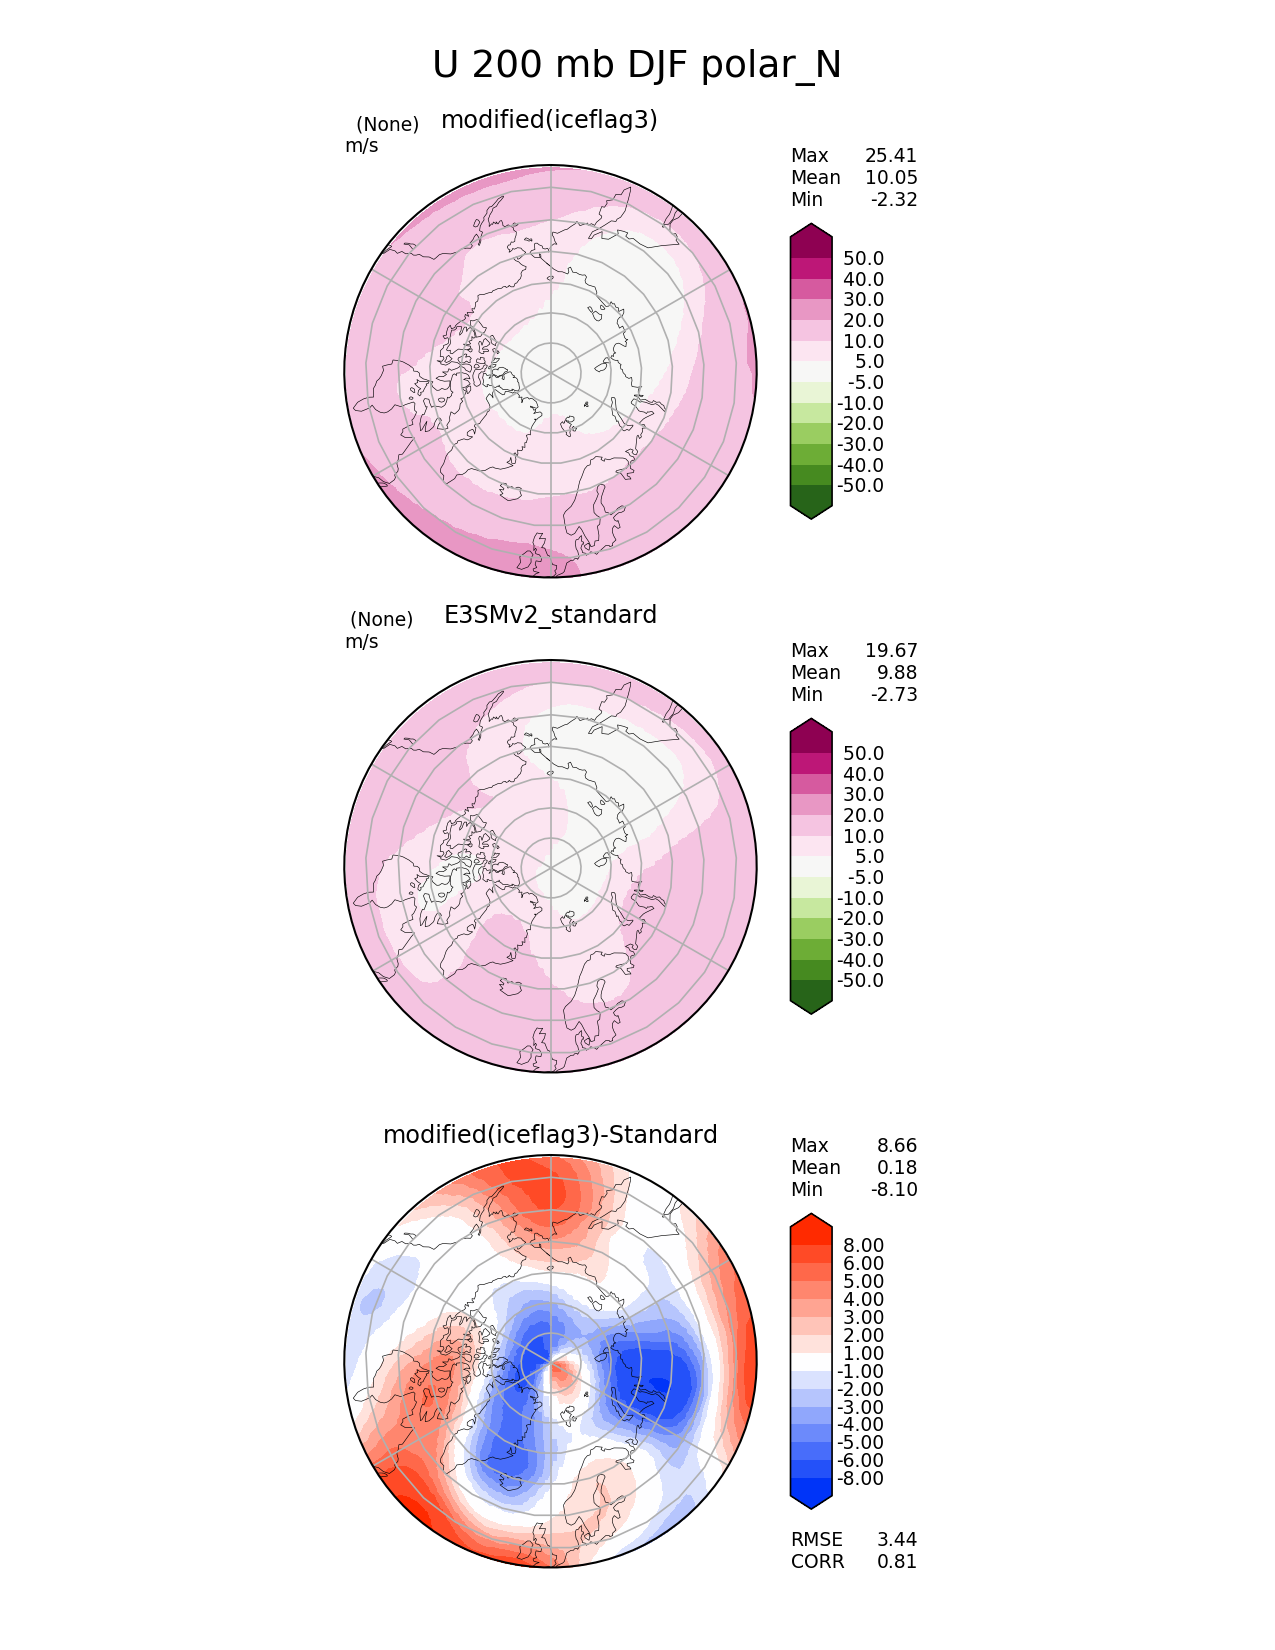 U 200 mb DJF polar_N
(None) modified(iceflag3)
m/s
Max 25.41
Mean 10.05
Min -2.32
50.0
40.0
30.0
20.0
10.0
5.0
-5.0
-10.0
-20.0
-30.0
-40.0
-50.0
(None) E3SMv2_standard
m/s
Max 19.67
Mean 9.88
Min -2.73
50.0
40.0
30.0
20.0
10.0
5.0
-5.0
-10.0
-20.0
-30.0
-40.0
-50.0
modified(iceflag3)-Standard
Max 8.66
Mean 0.18
Min -8.10
8.00
6.00
5.00
4.00
3.00
2.00
1.00
-1.00
-2.00
-3.00
-4.00
-5.00
-6.00
-8.00
RMSE 3.44
CORR 0.81